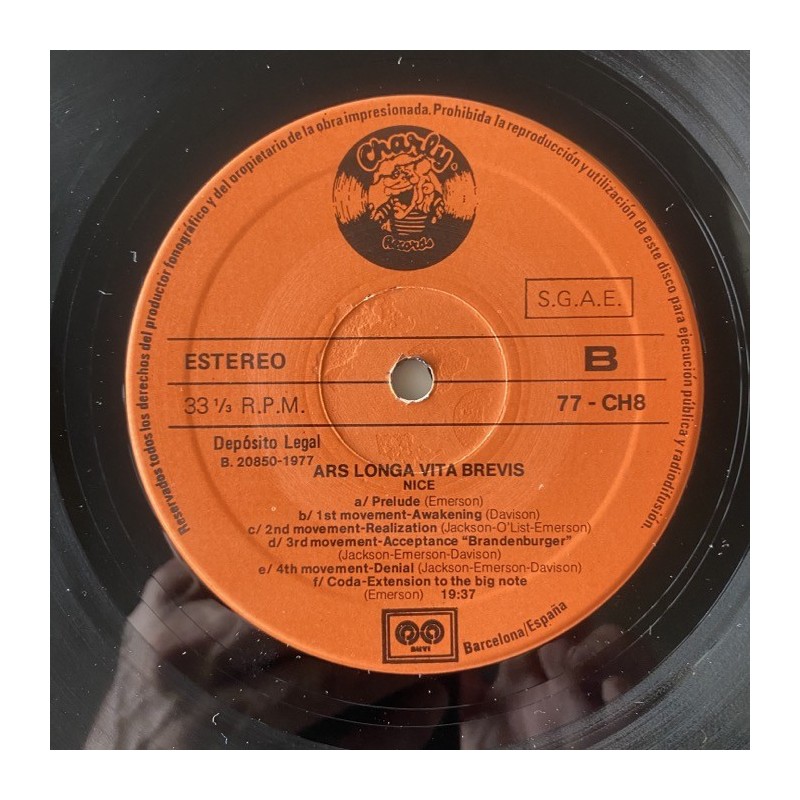 Reservados todos los derechos del productor fonográfico y del oropietario de la obra impresionada. Prohibida la reproducción y utilización de este disco para ejecución pública y radiodifusión.
Charly.
Records
S.G.A.E.
ESTEREO
B
33 1/3 R.P.M.
77 - CH8
Depósito Legal
B. 20850-1977
ARS LONGA VITA BREVIS
NICE
a/ Prelude (Emerson)
b/ 1st movement-Awakening (Davison)
c/ 2nd movement-Realization (Jackson-O'List-Emerson)
d/ 3rd movement-Acceptance "Brandenburger"
(Jackson-Emerson-Davison)
e/ 4th movement-Denial (Jackson-Emerson-Davison)
f/ Coda-Extension to the big note
(Emerson) 19:37
Barcelona/España